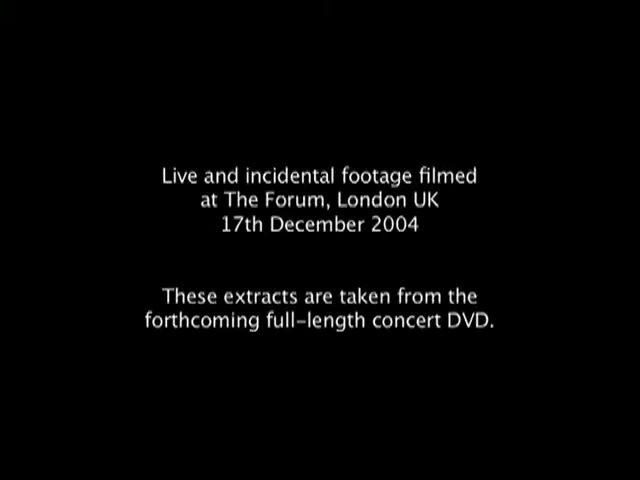 Live and incidental footage filmed
at The Forum, London UK
17th December 2004
These extracts are taken from the
forthcoming full-length concert DVD.